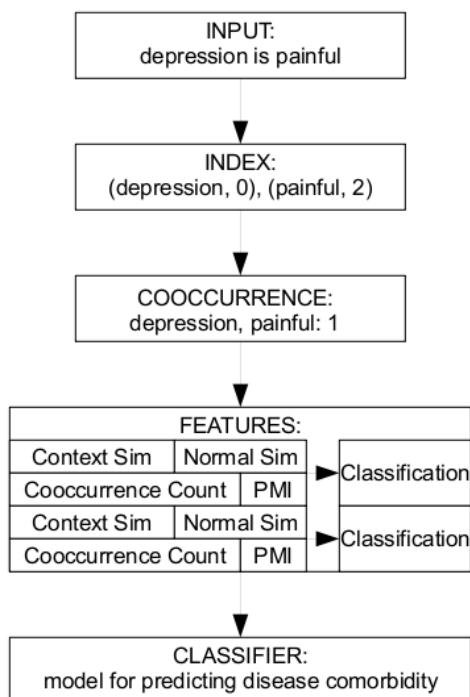 INPUT:
depression is painful
INDEX:
(depression, 0), (painful, 2)
COOCCURRENCE:
depression, painful: 1
FEATURES:
Context Sim Normal Sim
Cooccurrence Count PMI
Classification
Context Sim Normal Sim
Cooccurrence Count PMI
Classification
CLASSIFIER:
model for predicting disease comorbidity